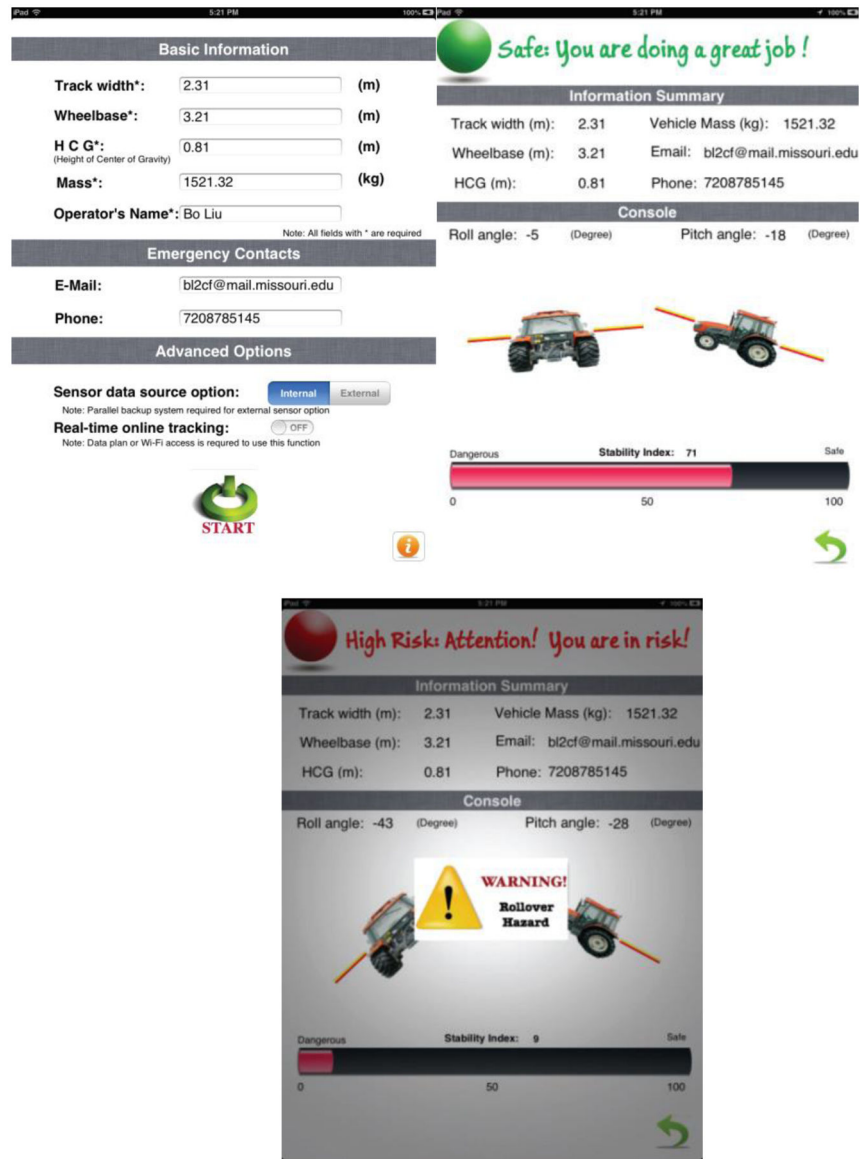 iPad 5:21 PM 100%
Basic Information
Track width*: 2.31 (m)
Wheelbase*: 3.21 (m)
H C G*: 0.81 (m)
(Height of Center of Gravity)
Mass*: 1521.32 (kg)
Operator's Name*: Bo Liu
Note: All fields with * are required
Emergency Contacts
E-Mail: bl2cf@mail.missouri.edu
Phone: 7208785145
Advanced Options
Sensor data source option: Internal External
Note: Parallel backup system required for external sensor option
Real-time online tracking: OFF
Note: Data plan or Wi-Fi access is requred to use this function
START
i
iPad 5:21 PM 100%
Safe: You are doing a great job !
Information Summary
Track width (m): 2.31 Vehicle Mass (kg): 1521.32
Wheelbase (m): 3.21 Email: bl2cf@mail.missouri.edu
HCG (m): 0.81 Phone: 7208785145
Console
Roll angle: -5 (Degree) Pitch angle: -18 (Degree)
Dangerous Stability Index: 71 Safe
0 50 100
iPad 5:21 PM 100%
High Risk: Attention! You are in risk!
Information Summary
Track width (m): 2.31 Vehicle Mass (kg): 1521.32
Wheelbase (m): 3.21 Email: bl2cf@mail.missouri.edu
HCG (m): 0.81 Phone: 7208785145
Console
Roll angle: -43 (Degree) Pitch angle: -28 (Degree)
!
WARNING!
Rollover
Hazard
Dangerous Stability Index: 9 Safe
0 50 100